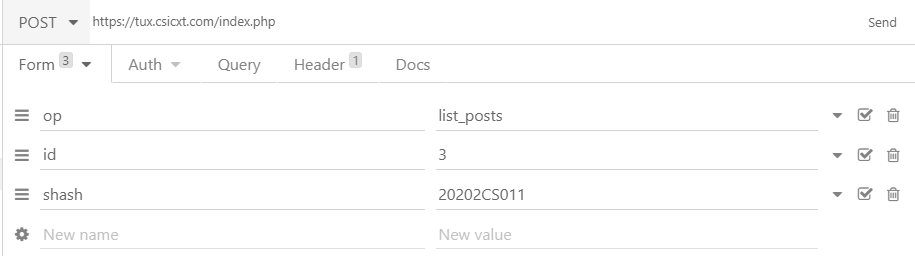 POST https://tux.csicxt.com/index.php Send
Form 3 Auth Query Header 1 Docs
op list_posts
id 3
shash 20202CS011
New name New value